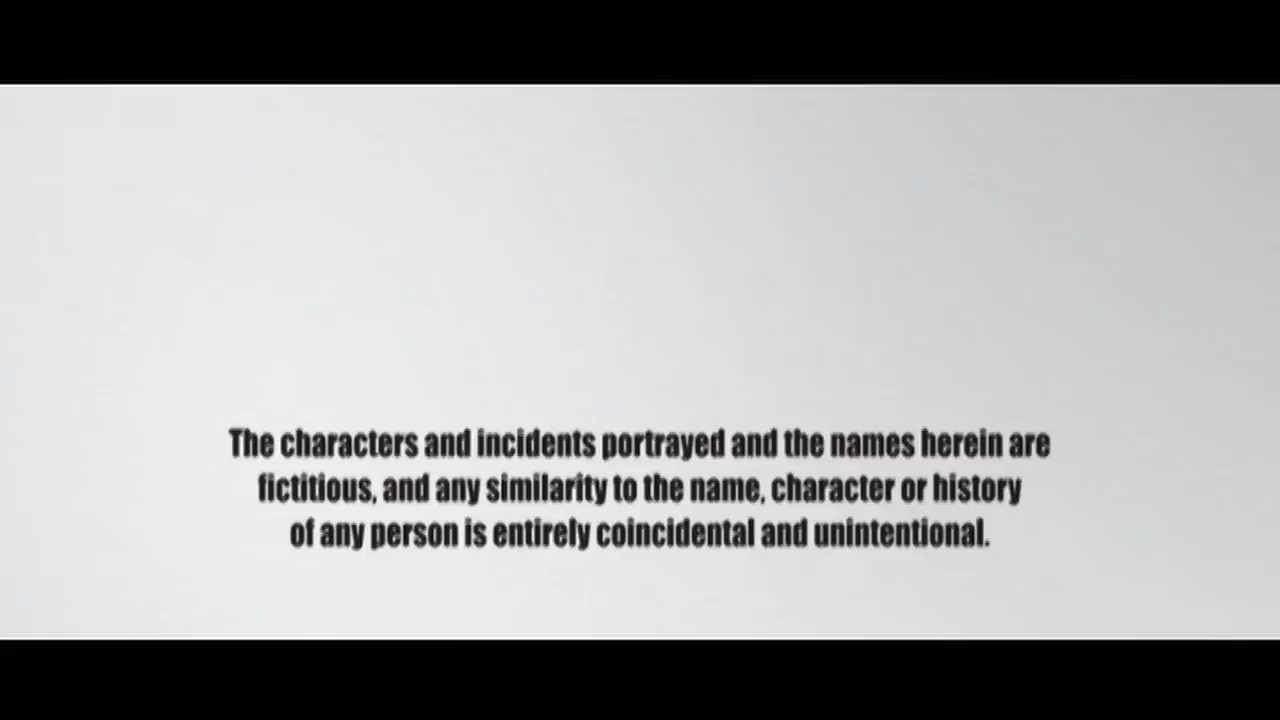 The characters and incidents portrayed and the names herein are
fictitious, and any similarity to the name, character or history
of any person is entirely coincidental and unintentional.